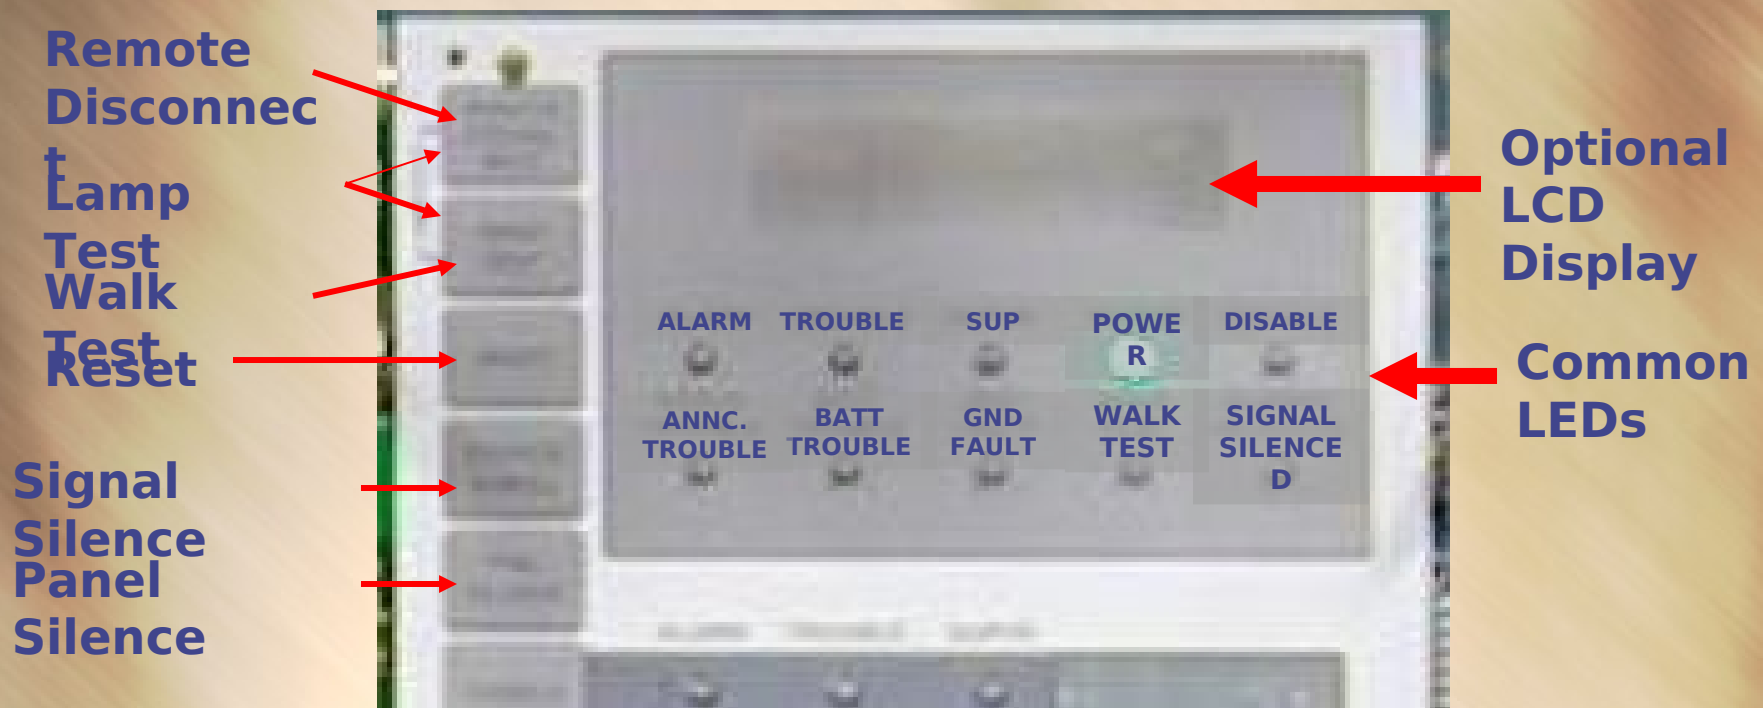 Remote
Disconnec
t
Lamp
Test
Walk
Test
Reset
Signal
Silence
Panel
Silence
ALARM
TROUBLE
SUP
POWE
R
DISABLE
ANNC.
TROUBLE
BATT
TROUBLE
GND
FAULT
WALK
TEST
SIGNAL
SILENCE
D
Optional
LCD
Display
Common
LEDs